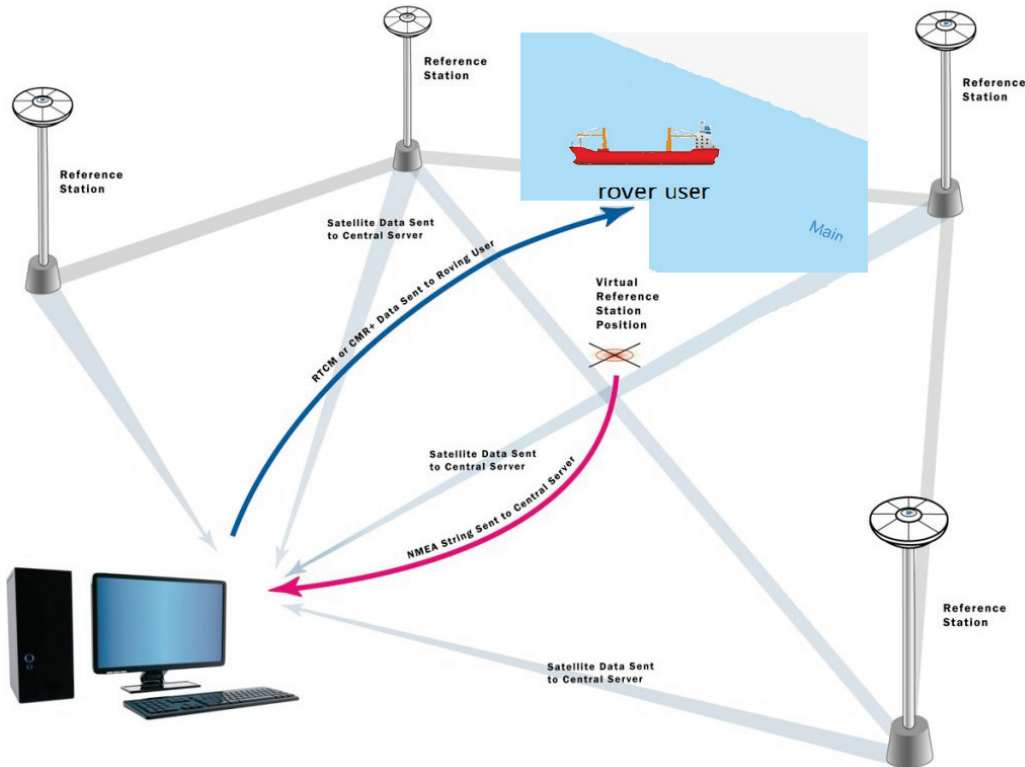 Reference
Station
Reference
Station
Reference
Station
rover user
Main
Satellite Data Sent
to Central Server
RTCM or CMR+ Data Sent to Roving User
Virtual
Reference
Station
Position
Satellite Data Sent
to Central Server
NMEA String Sent to Central Server
Reference
Station
Satellite Data Sent
to Central Server